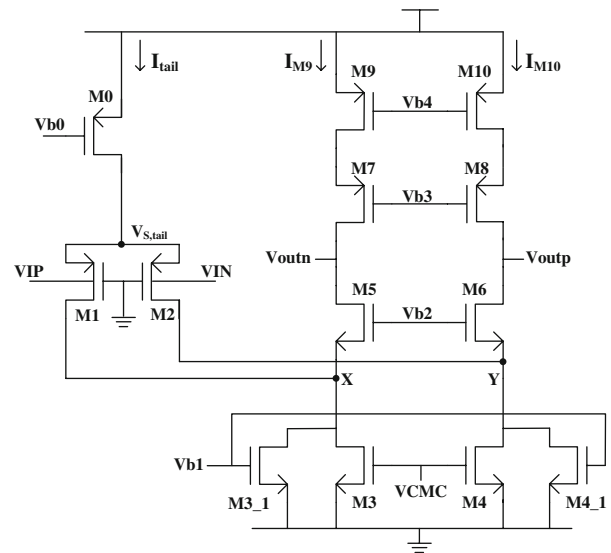 I_tail I_M9 I_M10
M0 M9 M10
Vb0 Vb4
M7 M8
Vb3
V_S,tail
Voutn Voutp
VIP VIN
M1 M2 M5 M6
Vb2
X Y
Vb1
M3_1 M3 VCMC M4 M4_1